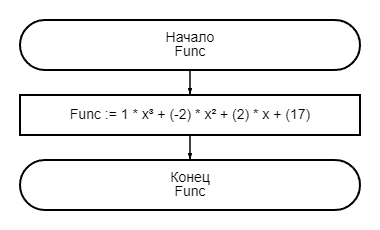 Начало
Func
Func := 1 * x³ + (-2) * x² + (2) * x + (17)
Конец
Func